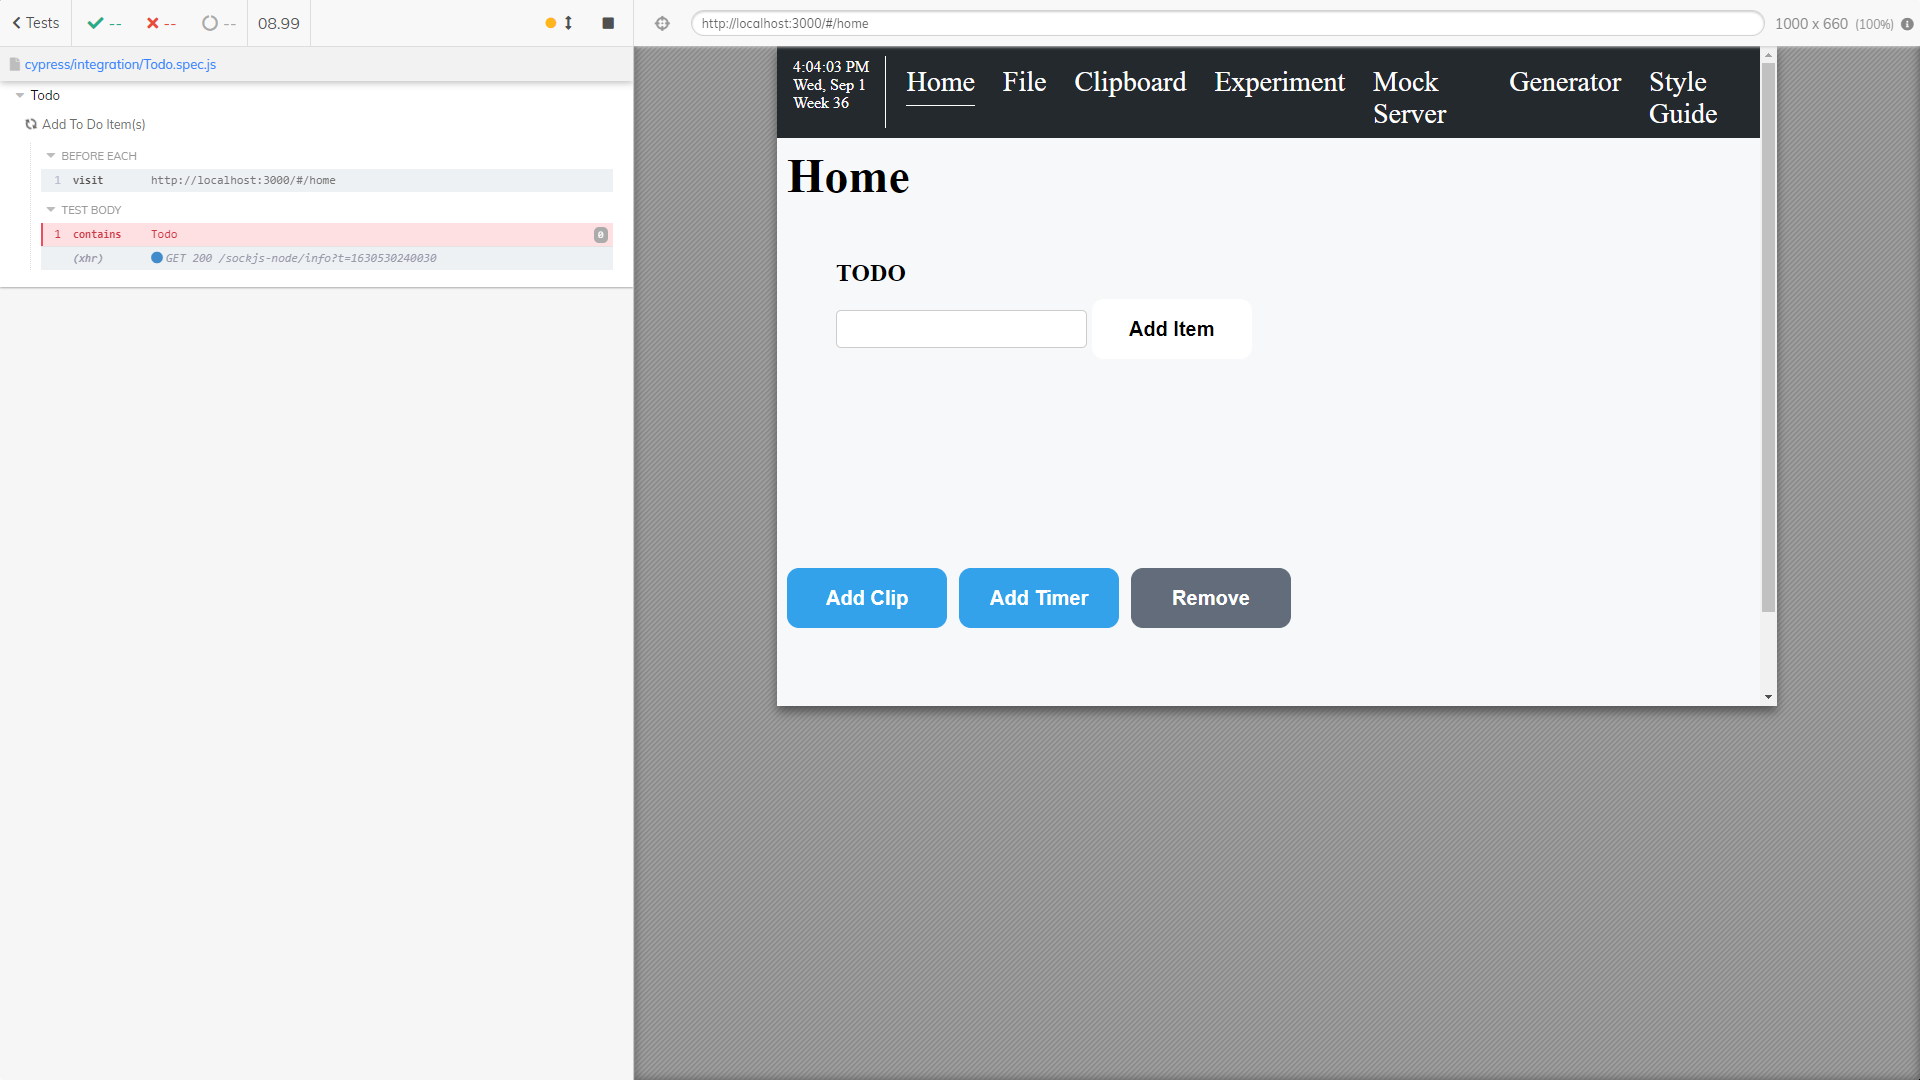 Tests
--
--
--
08.99
http://localhost:3000/#/home
1000 x 660 (100%)
cypress/integration/Todo.spec.js
Todo
Add To Do Item(s)
BEFORE EACH
1 visit http://localhost:3000/#/home
TEST BODY
1 contains Todo 0
(xhr) GET 200 /sockjs-node/info?t=1630530240030
4:04:03 PM
Wed, Sep 1
Week 36
Home
File
Clipboard
Experiment
Mock
Server
Generator
Style
Guide
Home
TODO
Add Item
Add Clip
Add Timer
Remove